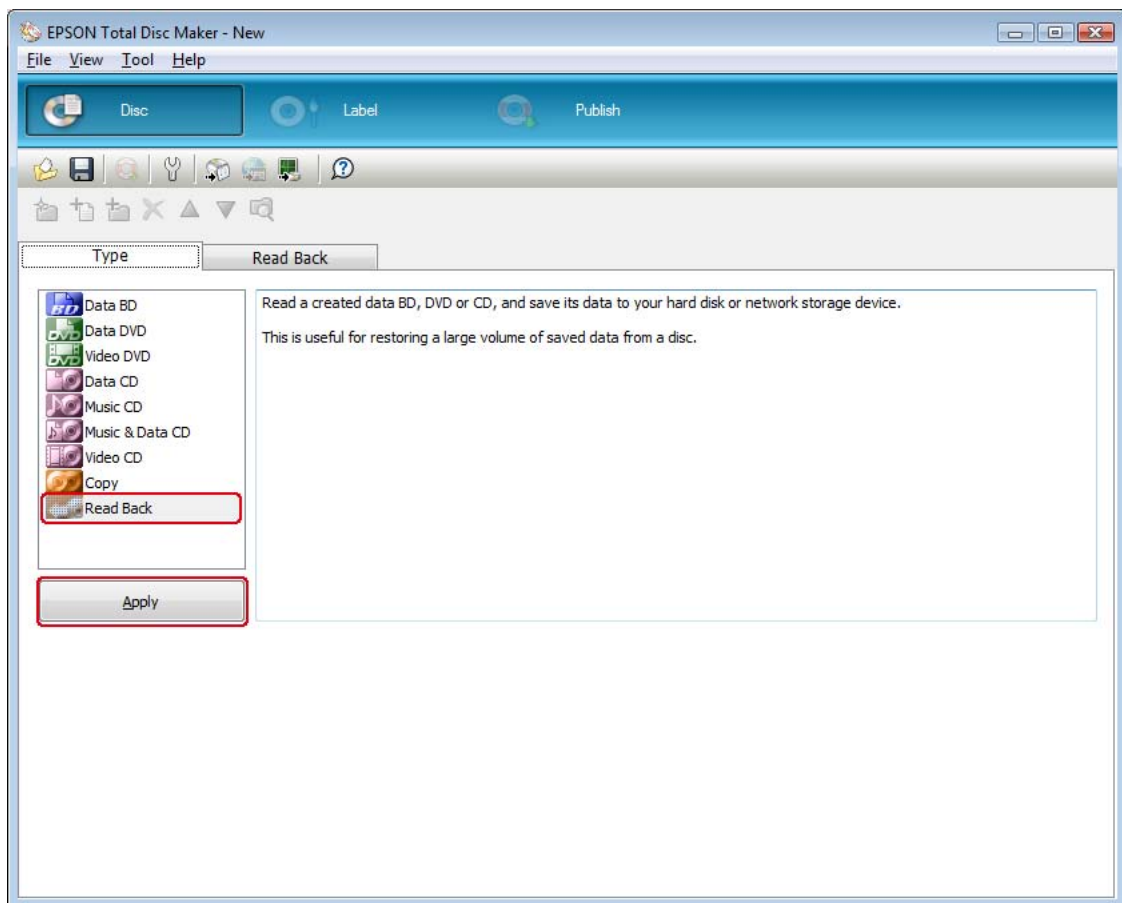 EPSON Total Disc Maker - New
File View Tool Help
Disc Label Publish
Type Read Back
Data BD
Data DVD
Video DVD
Data CD
Music CD
Music & Data CD
Video CD
Copy
Read Back
Apply
Read a created data BD, DVD or CD, and save its data to your hard disk or network storage device.
This is useful for restoring a large volume of saved data from a disc.